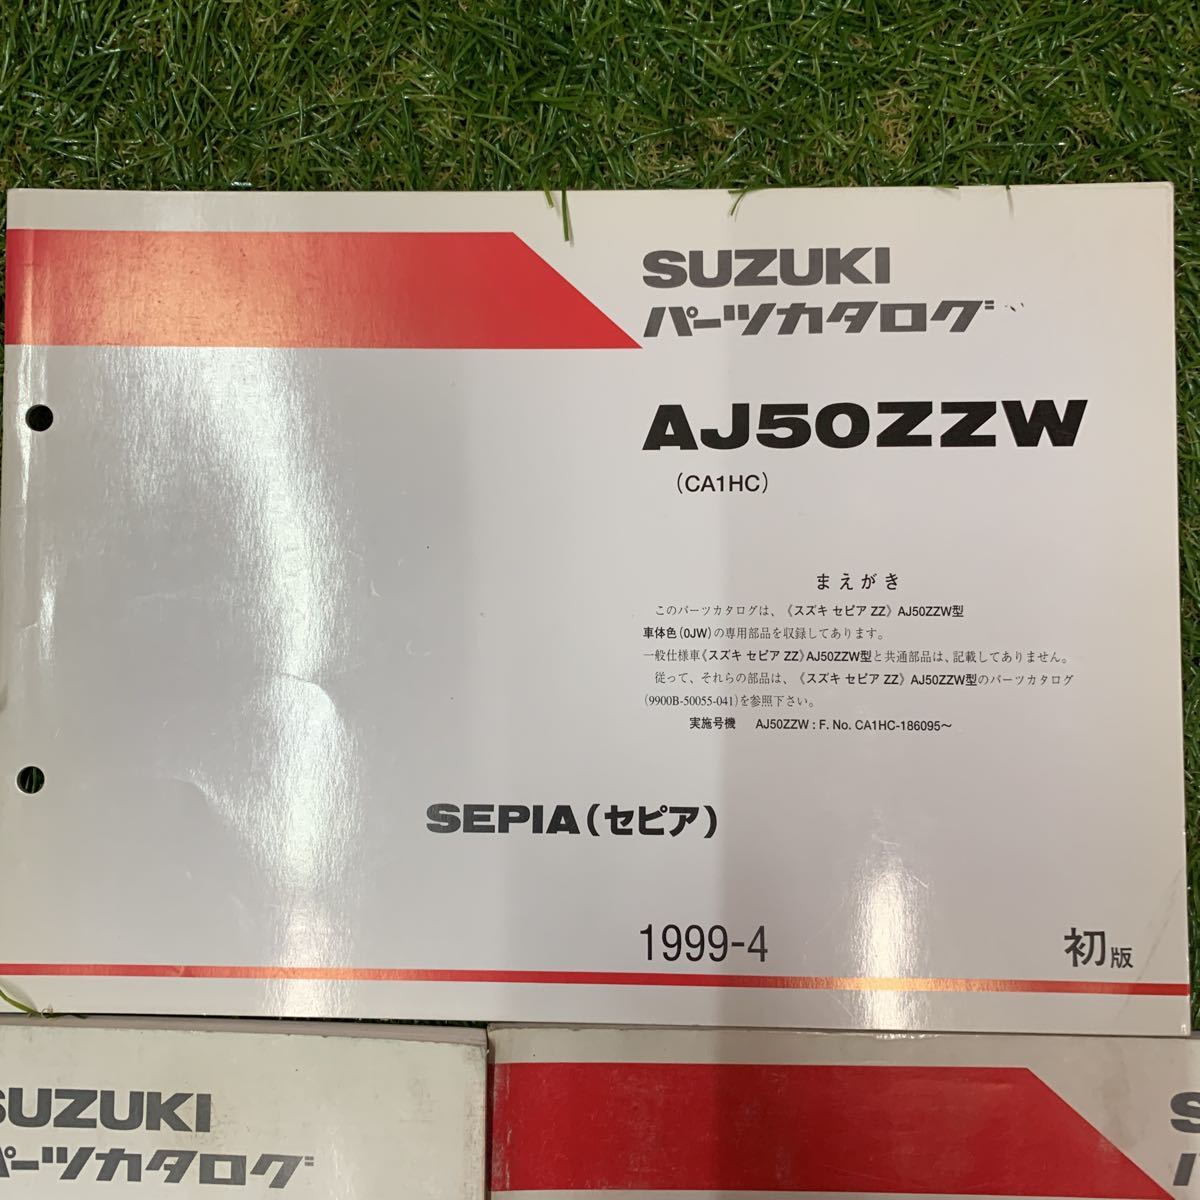 SUZUKI
パーツカタログ
AJ50ZZW
(CA1HC)
まえがき
このパーツカタログは、《スズキ セピア ZZ》AJ50ZZW型
車体色(0JW)の専用部品を収録してあります。
一般仕様車《スズキ セピア ZZ》AJ50ZZW型と共通部品は、記載してありません。
従って、それらの部品は、《スズキ セピア ZZ》AJ50ZZW型のパーツカタログ
(9900B-50055-041)を参照下さい。
実施号機 AJ50ZZW : F. No. CA1HC-186095～
SEPIA(セピア)
1999-4 初版
SUZUKI
パーツカタログ